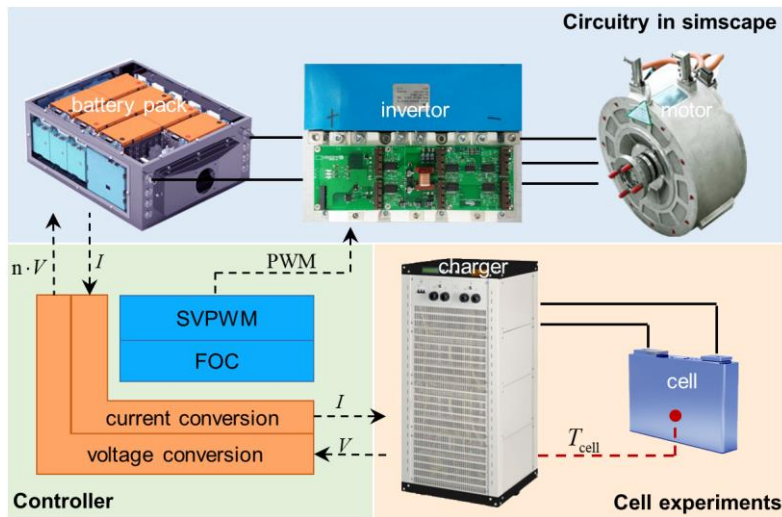 Circuitry in simscape
battery pack
invertor
motor
n · V
I
PWM
charger
SVPWM
FOC
cell
current conversion
I
voltage conversion
V
T_cell
Controller
Cell experiments